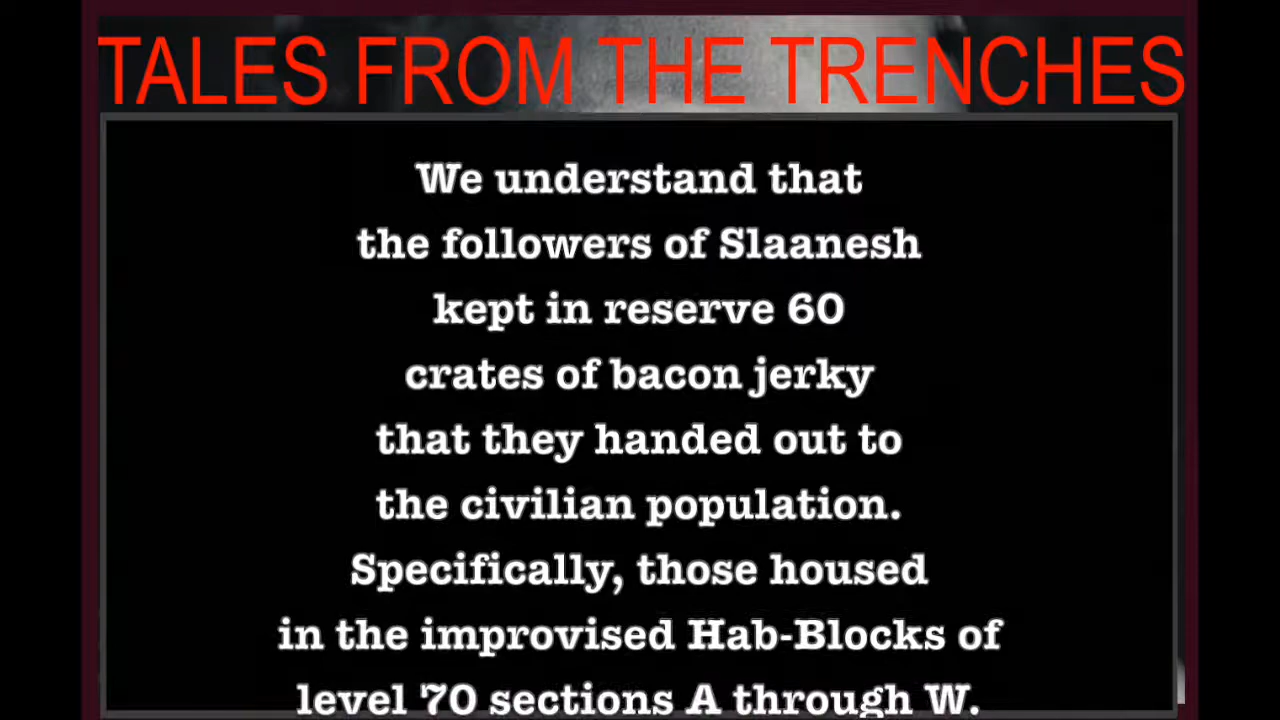 TALES FROM THE TRENCHES
We understand that
the followers of Slaanesh
kept in reserve 60
crates of bacon jerky
that they handed out to
the civilian population.
Specifically, those housed
in the improvised Hab-Blocks of
level 70 sections A through W.